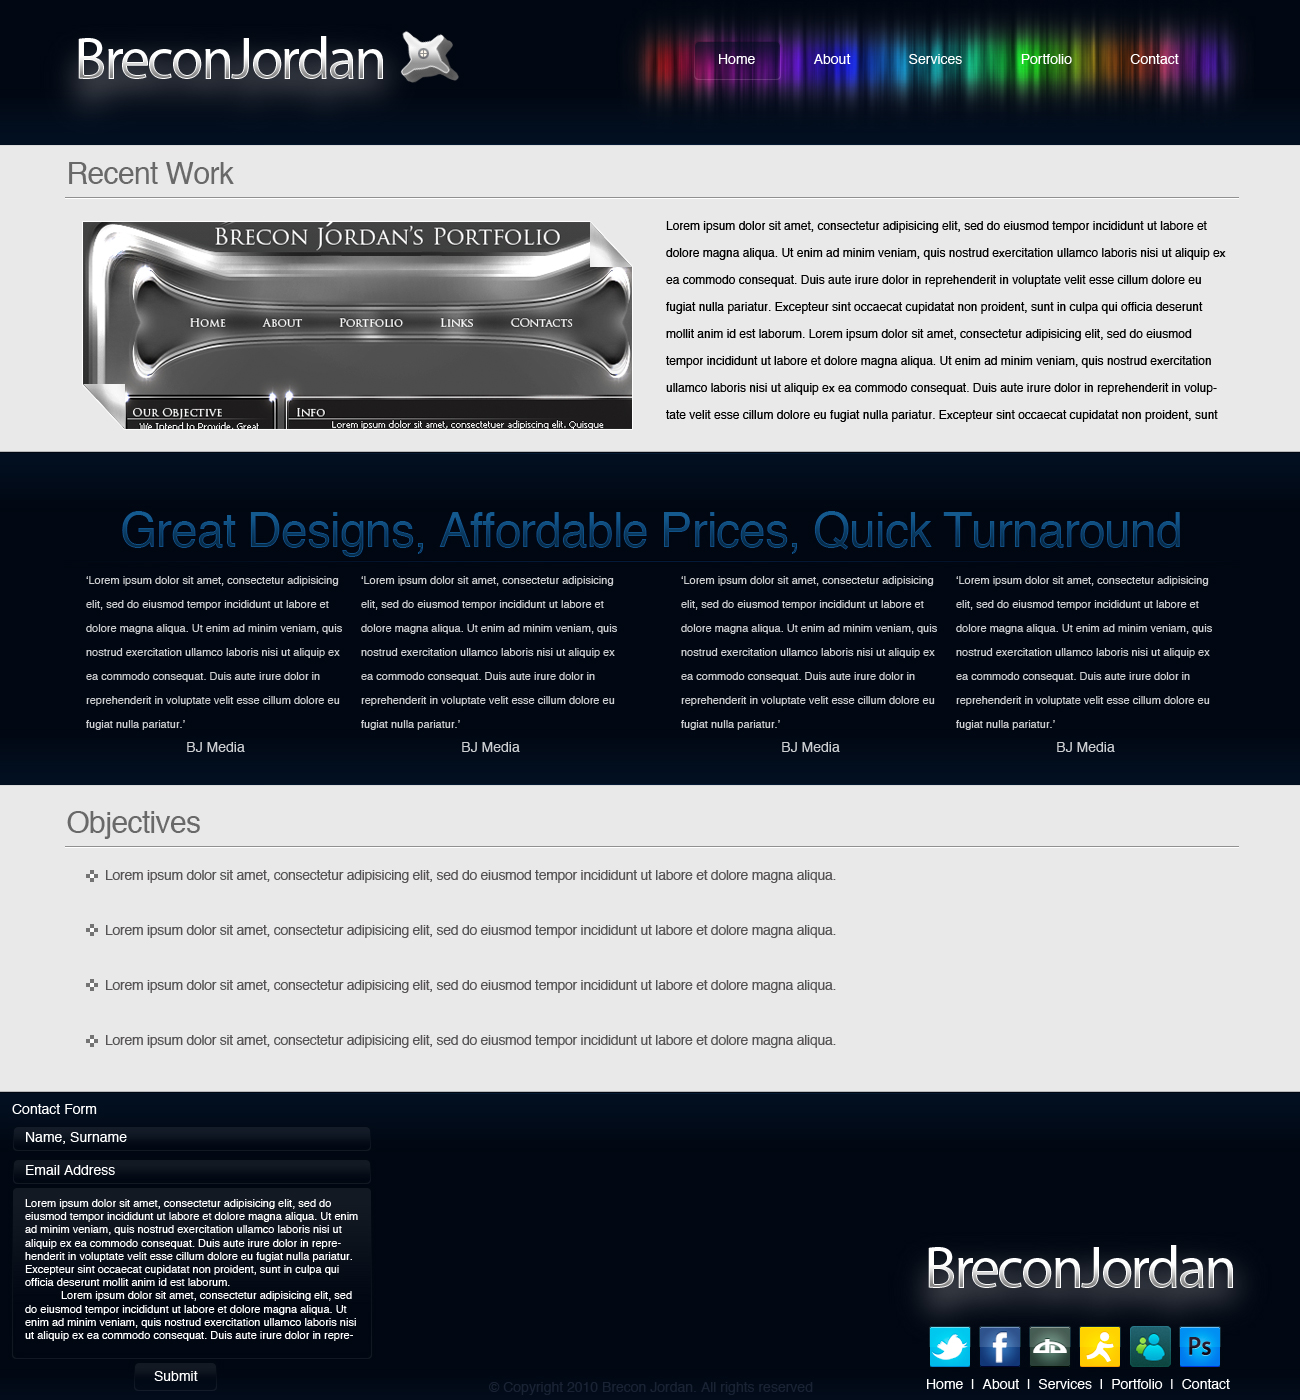 BreconJordan
Home About Services Portfolio Contact
Recent Work
BRECON JORDAN'S PORTFOLIO
HOME ABOUT PORTFOLIO LINKS CONTACTS
OUR OBJECTIVE
We Intend to Provide, Great
INFO
Lorem ipsum dolor sit amet, consectetuer adipiscing elit. Quisque
Lorem ipsum dolor sit amet, consectetur adipisicing elit, sed do eiusmod tempor incididunt ut labore et
dolore magna aliqua. Ut enim ad minim veniam, quis nostrud exercitation ullamco laboris nisi ut aliquip ex
ea commodo consequat. Duis aute irure dolor in reprehenderit in voluptate velit esse cillum dolore eu
fugiat nulla pariatur. Excepteur sint occaecat cupidatat non proident, sunt in culpa qui officia deserunt
mollit anim id est laborum. Lorem ipsum dolor sit amet, consectetur adipisicing elit, sed do eiusmod
tempor incididunt ut labore et dolore magna aliqua. Ut enim ad minim veniam, quis nostrud exercitation
ullamco laboris nisi ut aliquip ex ea commodo consequat. Duis aute irure dolor in reprehenderit in volup-
tate velit esse cillum dolore eu fugiat nulla pariatur. Excepteur sint occaecat cupidatat non proident, sunt
Great Designs, Affordable Prices, Quick Turnaround
'Lorem ipsum dolor sit amet, consectetur adipisicing
elit, sed do eiusmod tempor incididunt ut labore et
dolore magna aliqua. Ut enim ad minim veniam, quis
nostrud exercitation ullamco laboris nisi ut aliquip ex
ea commodo consequat. Duis aute irure dolor in
reprehenderit in voluptate velit esse cillum dolore eu
fugiat nulla pariatur.'
BJ Media
'Lorem ipsum dolor sit amet, consectetur adipisicing
elit, sed do eiusmod tempor incididunt ut labore et
dolore magna aliqua. Ut enim ad minim veniam, quis
nostrud exercitation ullamco laboris nisi ut aliquip ex
ea commodo consequat. Duis aute irure dolor in
reprehenderit in voluptate velit esse cillum dolore eu
fugiat nulla pariatur.'
BJ Media
'Lorem ipsum dolor sit amet, consectetur adipisicing
elit, sed do eiusmod tempor incididunt ut labore et
dolore magna aliqua. Ut enim ad minim veniam, quis
nostrud exercitation ullamco laboris nisi ut aliquip ex
ea commodo consequat. Duis aute irure dolor in
reprehenderit in voluptate velit esse cillum dolore eu
fugiat nulla pariatur.'
BJ Media
'Lorem ipsum dolor sit amet, consectetur adipisicing
elit, sed do eiusmod tempor incididunt ut labore et
dolore magna aliqua. Ut enim ad minim veniam, quis
nostrud exercitation ullamco laboris nisi ut aliquip ex
ea commodo consequat. Duis aute irure dolor in
reprehenderit in voluptate velit esse cillum dolore eu
fugiat nulla pariatur.'
BJ Media
Objectives
Lorem ipsum dolor sit amet, consectetur adipisicing elit, sed do eiusmod tempor incididunt ut labore et dolore magna aliqua.
Lorem ipsum dolor sit amet, consectetur adipisicing elit, sed do eiusmod tempor incididunt ut labore et dolore magna aliqua.
Lorem ipsum dolor sit amet, consectetur adipisicing elit, sed do eiusmod tempor incididunt ut labore et dolore magna aliqua.
Lorem ipsum dolor sit amet, consectetur adipisicing elit, sed do eiusmod tempor incididunt ut labore et dolore magna aliqua.
Contact Form
Name, Surname
Email Address
Lorem ipsum dolor sit amet, consectetur adipisicing elit, sed do
eiusmod tempor incididunt ut labore et dolore magna aliqua. Ut enim
ad minim veniam, quis nostrud exercitation ullamco laboris nisi ut
aliquip ex ea commodo consequat. Duis aute irure dolor in repre-
henderit in voluptate velit esse cillum dolore eu fugiat nulla pariatur.
Excepteur sint occaecat cupidatat non proident, sunt in culpa qui
officia deserunt mollit anim id est laborum.
Lorem ipsum dolor sit amet, consectetur adipisicing elit, sed
do eiusmod tempor incididunt ut labore et dolore magna aliqua. Ut
enim ad minim veniam, quis nostrud exercitation ullamco laboris nisi
ut aliquip ex ea commodo consequat. Duis aute irure dolor in repre-
Submit
© Copyright 2010 Brecon Jordan. All rights reserved
BreconJordan
f
Ps
Home | About | Services | Portfolio | Contact